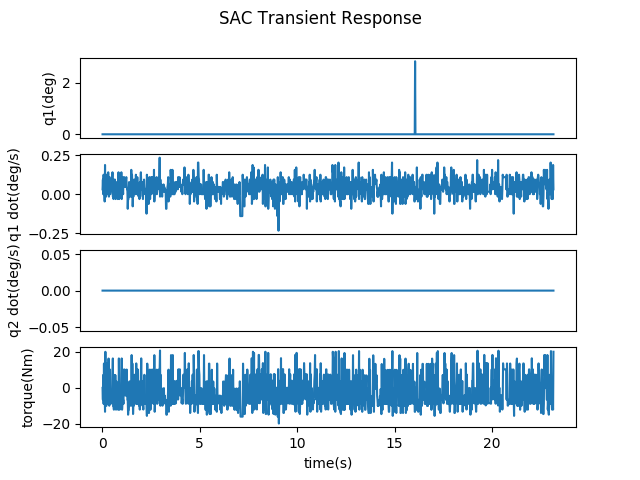 SAC Transient Response
q1(deg)
2
0
q1 dot(deg/s)
0.25
0.00
−0.25
q2 dot(deg/s)
0.05
0.00
−0.05
torque(Nm)
20
0
−20
0 5 10 15 20
time(s)